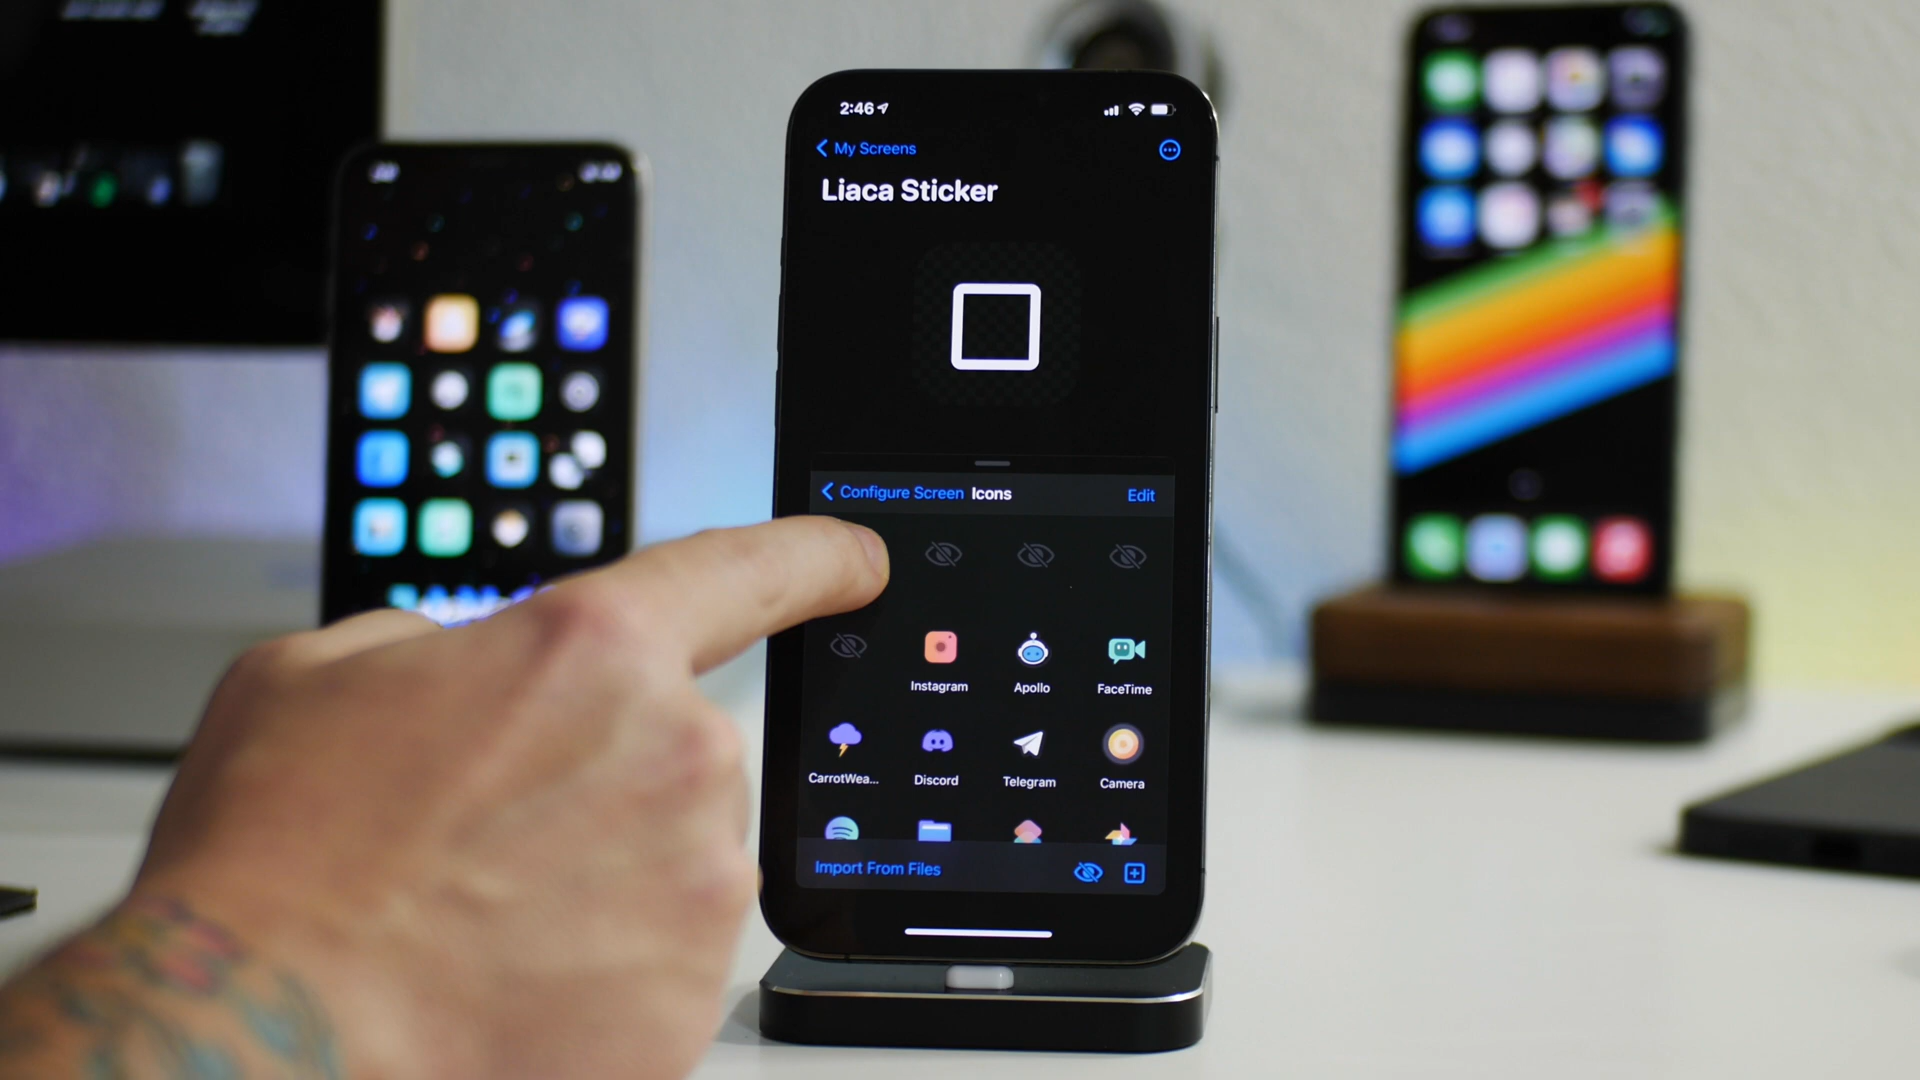 2:46
My Screens
Liaca Sticker
Configure Screen Icons Edit
Instagram Apollo FaceTime
CarrotWea... Discord Telegram Camera
Import From Files